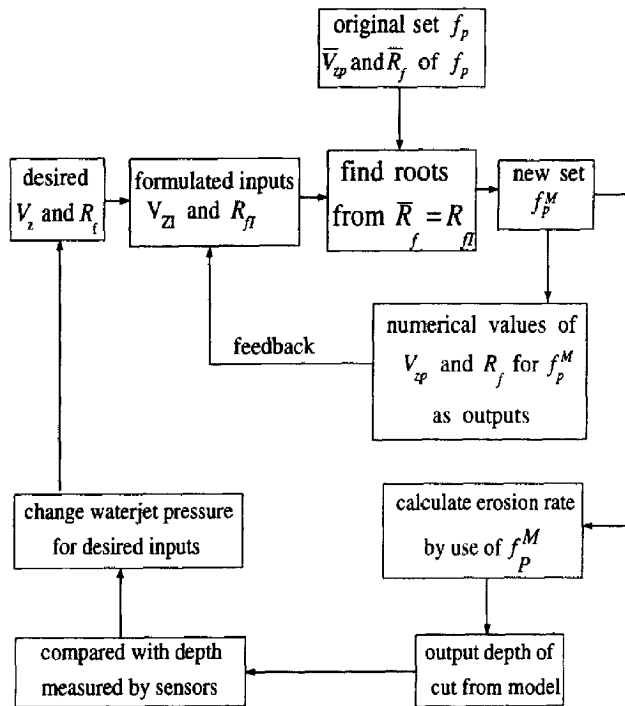 original set f_p
V̅_zp and R̅_f of f_p
desired
V_z and R_f
formulated inputs
V_ZI and R_fI
find roots
from R̅_f = R_fI
new set
f_p^M
feedback
numerical values of
V_zp and R_f for f_p^M
as outputs
change waterjet pressure
for desired inputs
calculate erosion rate
by use of f_P^M
compared with depth
measured by sensors
output depth of
cut from model